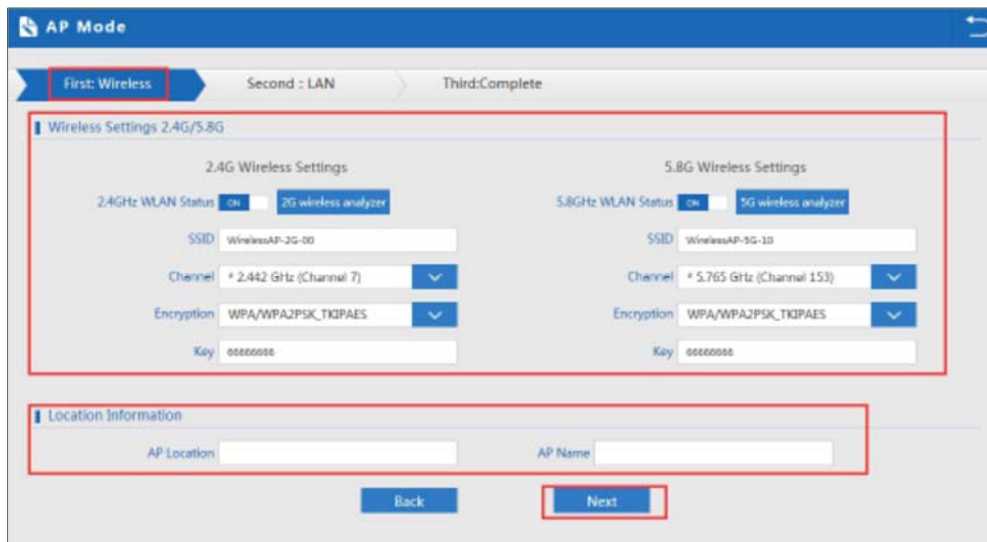 AP Mode
First: Wireless Second : LAN Third:Complete
Wireless Settings 2.4G/5.8G
2.4G Wireless Settings 5.8G Wireless Settings
2.4GHz WLAN Status ON 2G wireless analyzer 5.8GHz WLAN Status ON 5G wireless analyzer
SSID WirelessAP-2G-00 SSID WirelessAP-5G-10
Channel * 2.442 GHz (Channel 7) Channel * 5.765 GHz (Channel 153)
Encryption WPA/WPA2PSK_TKIPAES Encryption WPA/WPA2PSK_TKIPAES
Key 66666666 Key 66666666
Location Information
AP Location AP Name
Back Next